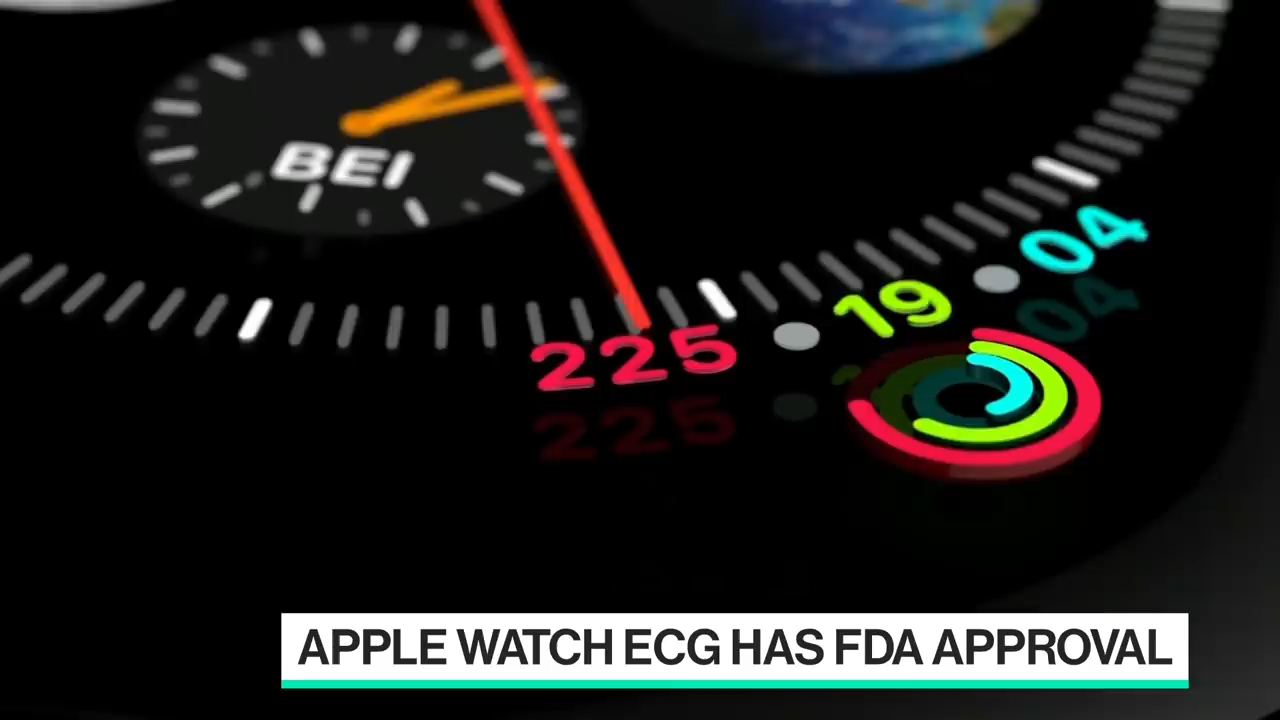 BEI
225 • 19 • 04
APPLE WATCH ECG HAS FDA APPROVAL